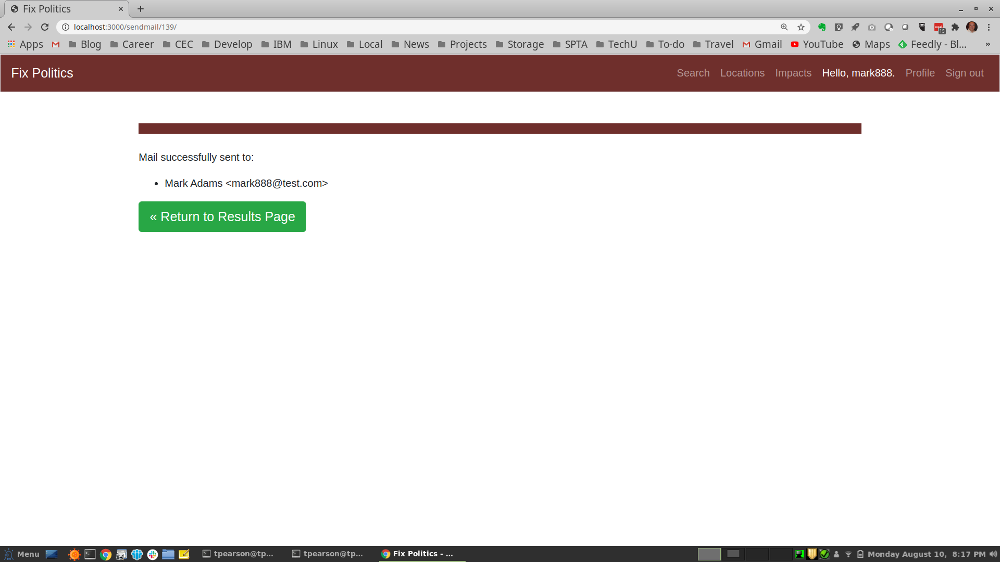 Fix Politics
localhost:3000/sendmail/139/
Apps Blog Career CEC Develop IBM Linux Local News Projects Storage SPTA TechU To-do Travel Gmail YouTube Maps Feedly - Bl... »
15
Fix Politics Search Locations Impacts Hello, mark888. Profile Sign out
Mail successfully sent to:
• Mark Adams <mark888@test.com>
« Return to Results Page
Menu tpearson@tp... tpearson@tp... Fix Politics - ... Monday August 10, 8:17 PM